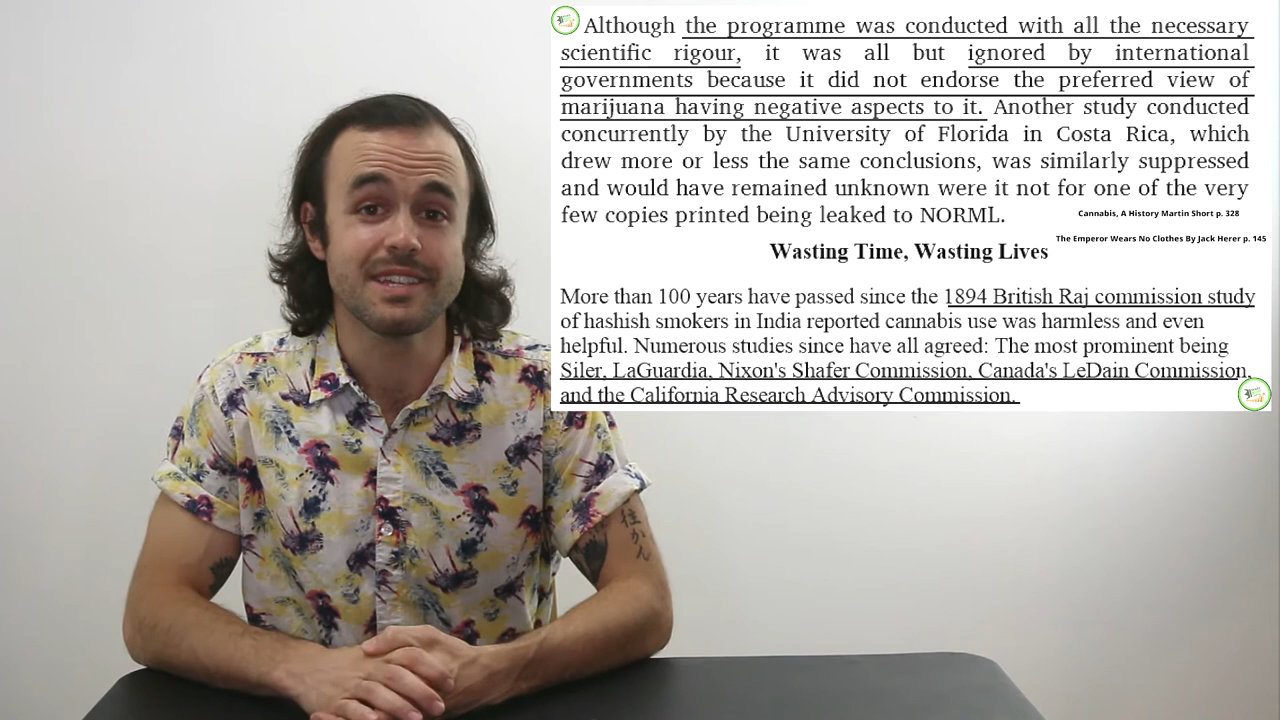 Although the programme was conducted with all the necessary
scientific rigour, it was all but ignored by international
governments because it did not endorse the preferred view of
marijuana having negative aspects to it. Another study conducted
concurrently by the University of Florida in Costa Rica, which
drew more or less the same conclusions, was similarly suppressed
and would have remained unknown were it not for one of the very
few copies printed being leaked to NORML.
Cannabis, A History Martin Short p. 328
The Emperor Wears No Clothes By Jack Herer p. 145
Wasting Time, Wasting Lives
More than 100 years have passed since the 1894 British Raj commission study
of hashish smokers in India reported cannabis use was harmless and even
helpful. Numerous studies since have all agreed: The most prominent being
Siler, LaGuardia, Nixon's Shafer Commission, Canada's LeDain Commission,
and the California Research Advisory Commission.
往
か
ん